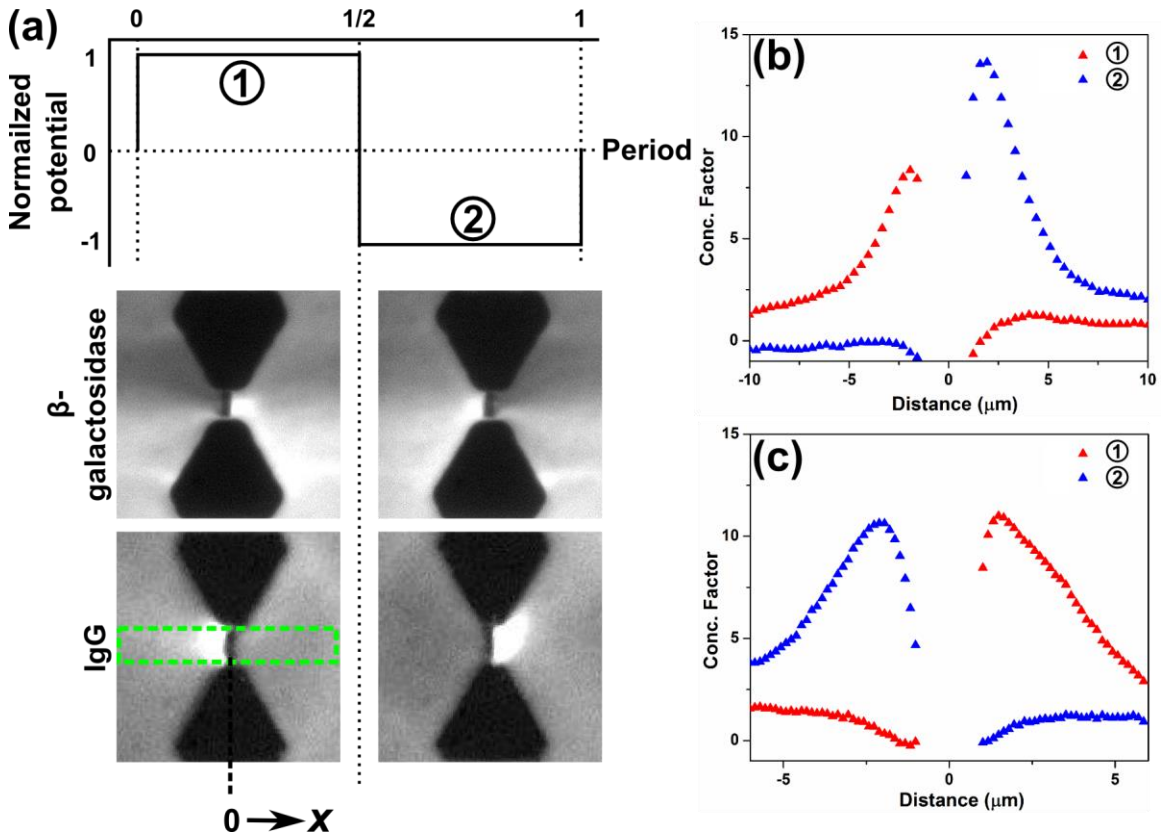 (a)
0 1/2 1
Normailzed potential
1
0
-1
①
②
Period
β-galactosidase
IgG
0 → x
(b)
①
②
Conc. Factor
15
10
5
0
-10 -5 0 5 10
Distance (μm)
(c)
①
②
Conc. Factor
15
10
5
0
-5 0 5
Distance (μm)